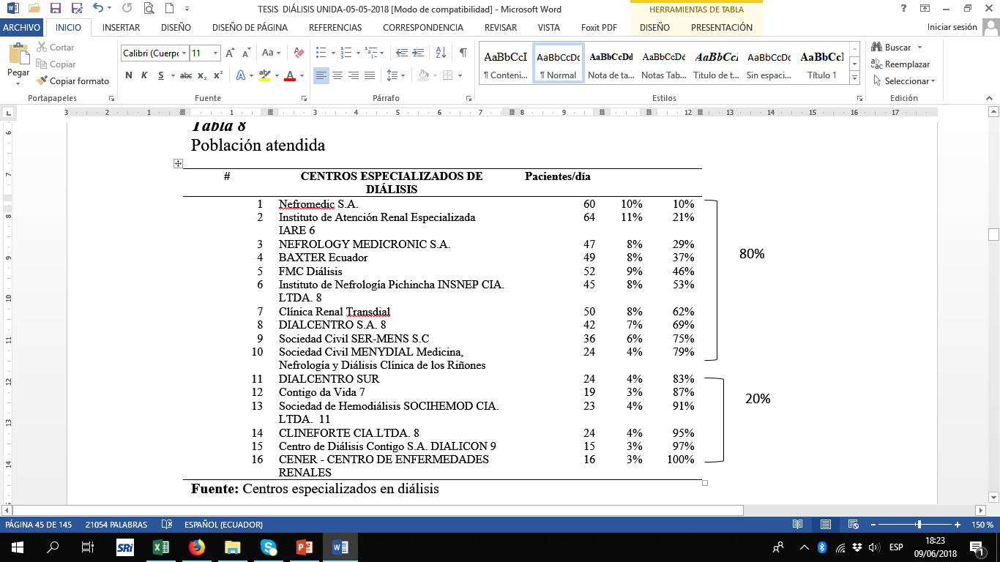 TESIS DIÁLISIS UNIDA-05-05-2018 [Modo de compatibilidad] - Microsoft Word
HERRAMIENTAS DE TABLA
ARCHIVO INICIO INSERTAR DISEÑO DISEÑO DE PÁGINA REFERENCIAS CORRESPONDENCIA REVISAR VISTA Foxit PDF DISEÑO PRESENTACIÓN Iniciar sesión
Pegar
Cortar
Copiar
Copiar formato
Portapapeles
Calibri (Cuerpo 11
N K S abc x₂ x²
Fuente
Párrafo
AaBbCcI AaBbCcDc AaBbCcDd AaBbCcDd AaBbCcI AaBbCcDc AaBbCcI
¶ Conteni... ¶ Normal Nota de ta... Notas Tab... Titulo de t... Sin espaci... Título 1
Estilos
Buscar
Reemplazar
Seleccionar
Edición
3 2 1 1 3 4 5 6 7 8 9 12 13 14 15 16 17
Tabla 8
Población atendida
# CENTROS ESPECIALIZADOS DE DIÁLISIS Pacientes/día
1 Nefromedic S.A. 60 10% 10%
2 Instituto de Atención Renal Especializada IARE 6 64 11% 21%
3 NEFROLOGY MEDICRONIC S.A. 47 8% 29%
4 BAXTER Ecuador 49 8% 37%
5 FMC Diálisis 52 9% 46%
6 Instituto de Nefrología Pichincha INSNEP CIA. LTDA. 8 45 8% 53%
7 Clínica Renal Transdial 50 8% 62%
8 DIALCENTRO S.A. 8 42 7% 69%
9 Sociedad Civil SER-MENS S.C 36 6% 75%
10 Sociedad Civil MENYDIAL Medicina, Nefrología y Diálisis Clínica de los Riñones 24 4% 79%
80%
11 DIALCENTRO SUR 24 4% 83%
12 Contigo da Vida 7 19 3% 87%
13 Sociedad de Hemodiálisis SOCIHEMOD CIA. LTDA. 11 23 4% 91%
14 CLINEFORTE CIA.LTDA. 8 24 4% 95%
15 Centro de Diálisis Contigo S.A. DIALICON 9 15 3% 97%
16 CENER - CENTRO DE ENFERMEDADES RENALES 16 3% 100%
20%
Fuente: Centros especializados en diálisis
PÁGINA 45 DE 145 21054 PALABRAS ESPAÑOL (ECUADOR) 150 %
SRi ESP 18:23
09/06/2018 1